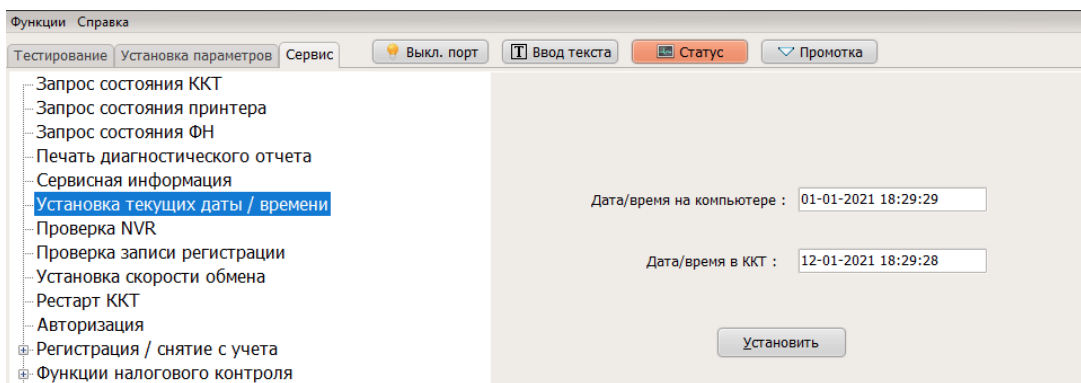 Функции Справка
Тестирование Установка параметров Сервис Выкл. порт Ввод текста Статус Промотка
Запрос состояния ККТ
Запрос состояния принтера
Запрос состояния ФН
Печать диагностического отчета
Сервисная информация
Установка текущих даты / времени
Проверка NVR
Проверка записи регистрации
Установка скорости обмена
Рестарт ККТ
Авторизация
Регистрация / снятие с учета
Функции налогового контроля
Дата/время на компьютере : 01-01-2021 18:29:29
Дата/время в ККТ : 12-01-2021 18:29:28
Установить